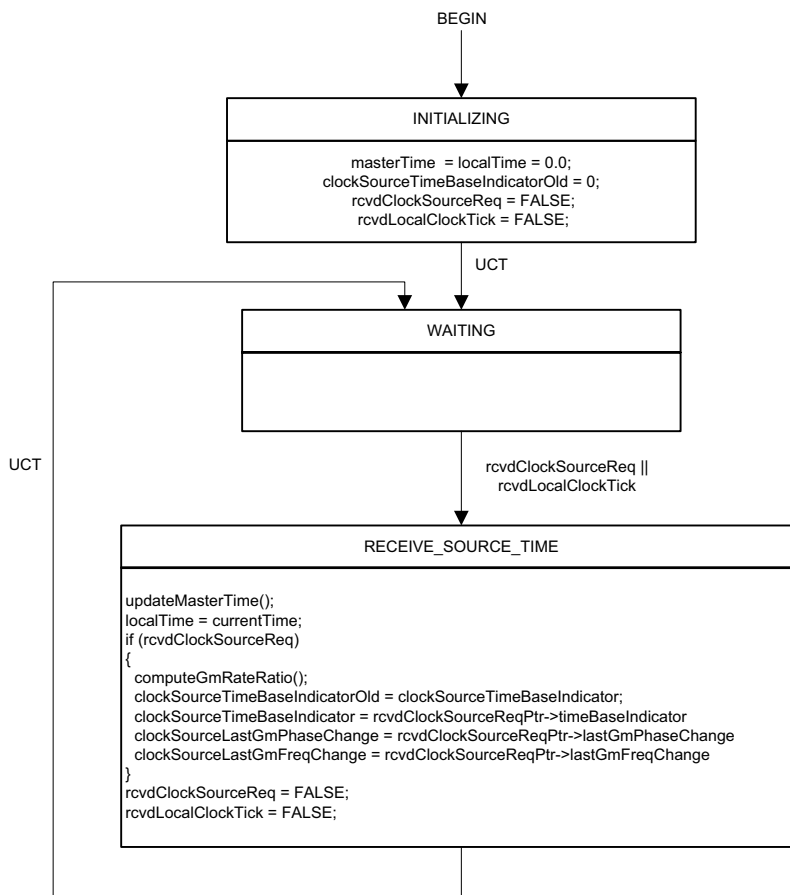 BEGIN
INITIALIZING
masterTime  = localTime = 0.0;
clockSourceTimeBaseIndicatorOld = 0;
rcvdClockSourceReq = FALSE;
rcvdLocalClockTick = FALSE;
UCT
WAITING
UCT
rcvdClockSourceReq ||
rcvdLocalClockTick
RECEIVE_SOURCE_TIME
updateMasterTime();
localTime = currentTime;
if (rcvdClockSourceReq)
{
computeGmRateRatio();
clockSourceTimeBaseIndicatorOld = clockSourceTimeBaseIndicator;
clockSourceTimeBaseIndicator = rcvdClockSourceReqPtr->timeBaseIndicator
clockSourceLastGmPhaseChange = rcvdClockSourceReqPtr->lastGmPhaseChange
clockSourceLastGmFreqChange = rcvdClockSourceReqPtr->lastGmFreqChange
}
rcvdClockSourceReq = FALSE;
rcvdLocalClockTick = FALSE;